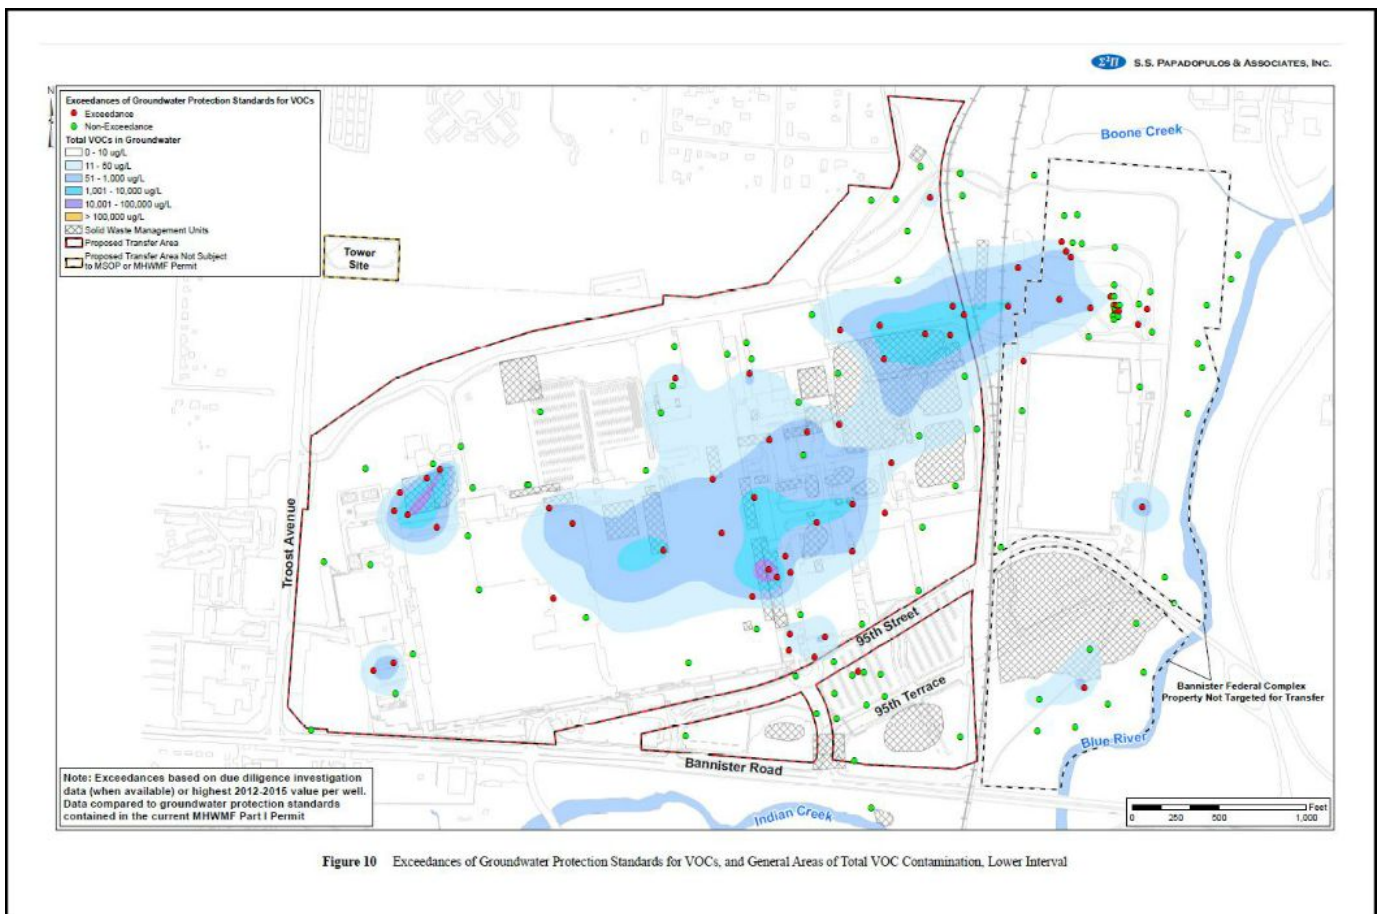 Σ²Π S.S. PAPADOPULOS & ASSOCIATES, INC.
N
Exceedances of Groundwater Protection Standards for VOCs
Exceedance
Non-Exceedance
Total VOCs in Groundwater
0 - 10 ug/L
11 - 50 ug/L
51 - 1,000 ug/L
1,001 - 10,000 ug/L
10,001 - 100,000 ug/L
> 100,000 ug/L
Solid Waste Management Units
Proposed Transfer Area
Proposed Transfer Area Not Subject
to MSOP or MHWMF Permit
Boone Creek
Tower
Site
Troost Avenue
95th Street
95th Terrace
Bannister Federal Complex
Property Not Targeted for Transfer
Blue River
Bannister Road
Indian Creek
Note: Exceedances based on due diligence investigation
data (when available) or highest 2012-2015 value per well.
Data compared to groundwater protection standards
contained in the current MHWMF Part I Permit
Feet
0 250 500 1,000
Figure 10 Exceedances of Groundwater Protection Standards for VOCs, and General Areas of Total VOC Contamination, Lower Interval